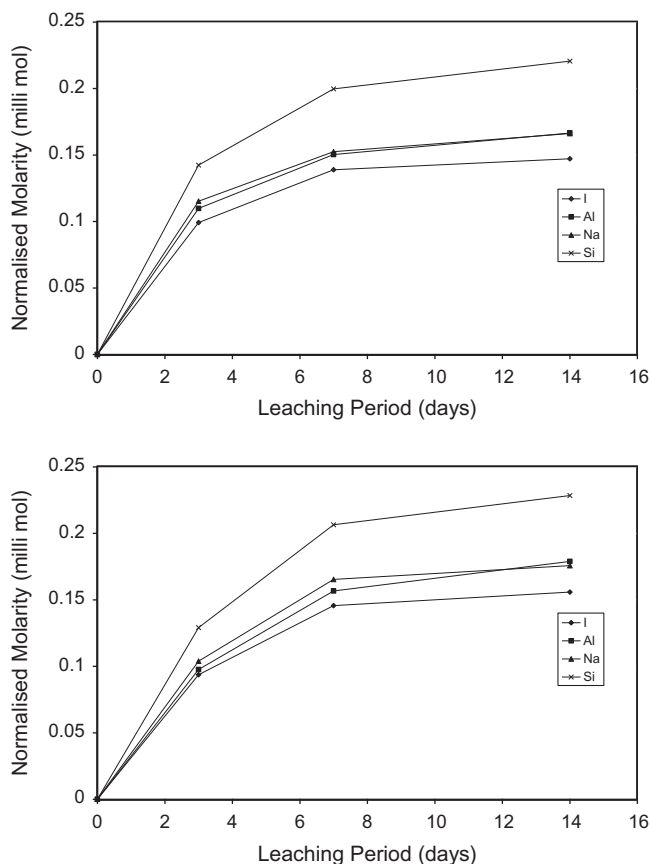 0.25
0.2
0.15
0.1
0.05
0
Normalised Molarity (milli mol)
0 2 4 6 8 10 12 14 16
Leaching Period (days)
I
Al
Na
Si
0.25
0.2
0.15
0.1
0.05
0
Normalised Molarity (milli mol)
0 2 4 6 8 10 12 14 16
Leaching Period (days)
I
Al
Na
Si